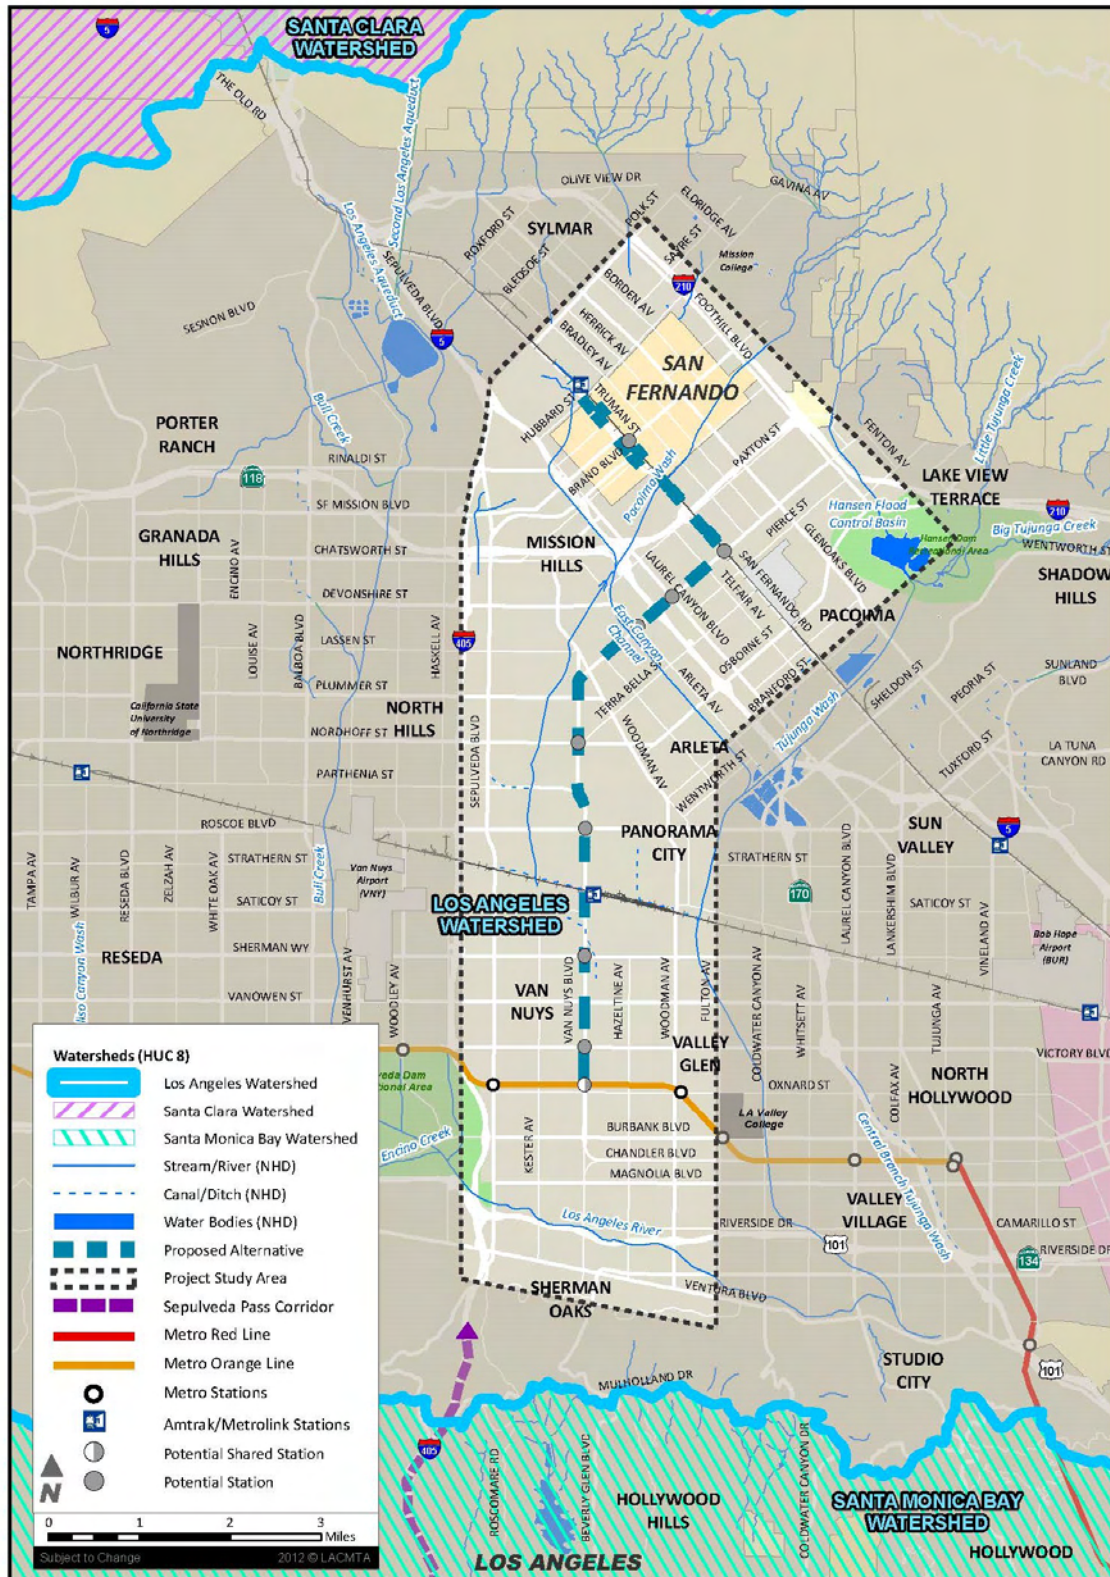 5
SANTA CLARA
WATERSHED
THE OLD RD
Los Angeles Aqueduct
Second Los Angeles Aqueduct
OLIVE VIEW DR
GAVINA AV
POLK ST
ELDRIDGE AV
SAYRE ST
Mission
College
ROXFORD ST
SYLMAR
BLEDSOE ST
SEPULVEDA BLVD
SESNON BLVD
5
210
BORDEN AV
FOOTHILL BLVD
HERRICK AV
BRADLEY AV
SAN
FERNANDO
TRUMAN ST
HUBBARD ST
BRAND BLVD
Pacoima Wash
PAXTON ST
FENTON AV
Little Tujunga Creek
Bull Creek
PORTER
RANCH
RINALDI ST
118
SF MISSION BLVD
LAKE VIEW
TERRACE
210
Hansen Flood
Control Basin
Hansen Dam
Recreational Area
Big Tujunga Creek
WENTWORTH ST
SHADOW
HILLS
GRANADA
HILLS
ENCINO AV
CHATSWORTH ST
DEVONSHIRE ST
MISSION
HILLS
PIERCE ST
GLENOAKS BLVD
LAUREL CANYON BLVD
TELFAIR AV
SAN FERNANDO RD
PACOIMA
NORTHRIDGE
LOUISE AV
BALBOA BLVD
LASSEN ST
HASKELL AV
405
East Canyon
Channel
OSBORNE ST
PLUMMER ST
TERRA BELLA ST
ARLETA AV
BRANFORD ST
SHELDON ST
PEORIA ST
SUNLAND
BLVD
California State
University
of Northridge
NORTH
HILLS
NORDHOFF ST
SEPULVEDA BLVD
WOODMAN AV
ARLETA
Tujunga Wash
TUXFORD ST
LA TUNA
CANYON RD
PARTHENIA ST
WENTWORTH ST
ROSCOE BLVD
PANORAMA
CITY
SUN
VALLEY
5
TAMPA AV
WILBUR AV
RESEDA BLVD
ZELZAH AV
WHITE OAK AV
STRATHERN ST
Bull Creek
Van Nuys
Airport
(VNY)
STRATHERN ST
170
LAUREL CANYON BLVD
LANKERSHIM BLVD
SATICOY ST
SATICOY ST
VINELAND AV
Bob Hope
Airport
(BUR)
LOS ANGELES
WATERSHED
RESEDA
SHERMAN WY
VANOWEN ST
WOODLEY AV
VAN
NUYS
VAN NUYS BLVD
HAZELTINE AV
WOODMAN AV
FULTON AV
COLDWATER CANYON AV
WHITSETT AV
TUJUNGA AV
VICTORY BLVD
VALLEY
GLEN
OXNARD ST
COLFAX AV
NORTH
HOLLYWOOD
LA Valley
College
KESTER AV
BURBANK BLVD
CHANDLER BLVD
MAGNOLIA BLVD
Encino Creek
Los Angeles River
RIVERSIDE DR
VALLEY
VILLAGE
Central Branch Tujunga Wash
CAMARILLO ST
RIVERSIDE DR
101
134
SHERMAN
OAKS
VENTURA BLVD
STUDIO
CITY
101
MULHOLLAND DR
405
ROSCOMARE RD
BEVERLY GLEN BLVD
COLDWATER CANYON DR
HOLLYWOOD
HILLS
SANTA MONICA BAY
WATERSHED
HOLLYWOOD
LOS ANGELES
Watersheds (HUC 8)
Los Angeles Watershed
Santa Clara Watershed
Santa Monica Bay Watershed
Stream/River (NHD)
Canal/Ditch (NHD)
Water Bodies (NHD)
Proposed Alternative
Project Study Area
Sepulveda Pass Corridor
Metro Red Line
Metro Orange Line
Metro Stations
Amtrak/Metrolink Stations
Potential Shared Station
Potential Station
N
0 1 2 3
Miles
Subject to Change 2012 © LACMTA